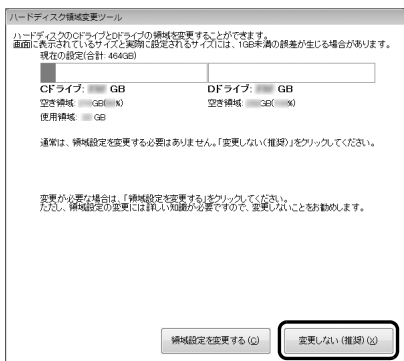 ハードディスク領域変更ツール
ハードディスクのCドライブとDドライブの領域を変更することができます。
画面に表示されているサイズと実際に設定されるサイズには、1GB未満の誤差が生じる場合があります。
現在の設定(合計: 464GB)
Cドライブ: GB
Dドライブ: GB
空き領域: GB( %)
空き領域: GB( %)
使用領域: GB
通常は、領域設定を変更する必要はありません。「変更しない(推奨)」をクリックしてください。
変更が必要な場合は、「領域設定を変更する」をクリックしてください。
ただし、領域設定の変更には詳しい知識が必要ですので、変更しないことをお勧めします。
領域設定を変更する(C)
変更しない(推奨)(X)